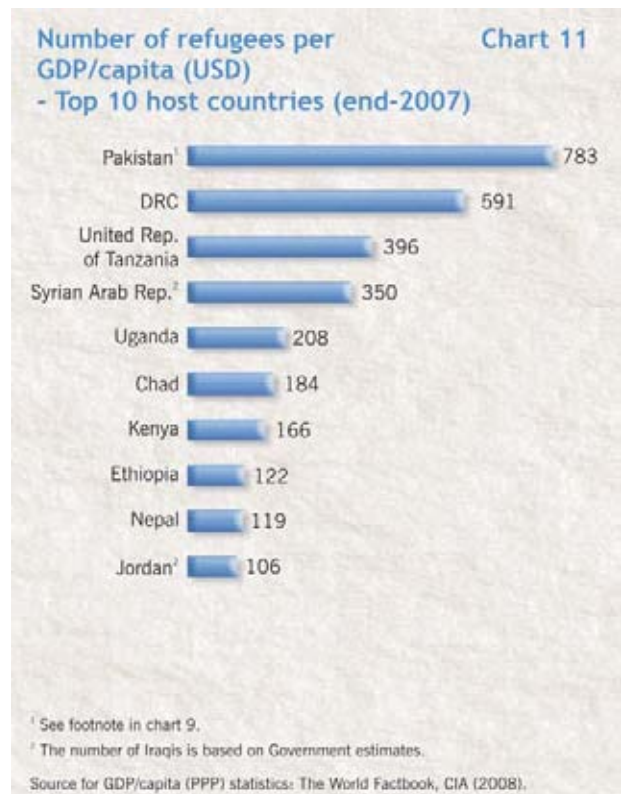 Number of refugees per Chart 11
GDP/capita (USD)
- Top 10 host countries (end-2007)
Pakistan¹ 783
DRC 591
United Rep.
of Tanzania 396
Syrian Arab Rep.² 350
Uganda 208
Chad 184
Kenya 166
Ethiopia 122
Nepal 119
Jordan² 106
¹ See footnote in chart 9.
² The number of Iraqis is based on Government estimates.
Source for GDP/capita (PPP) statistics: The World Factbook, CIA (2008).